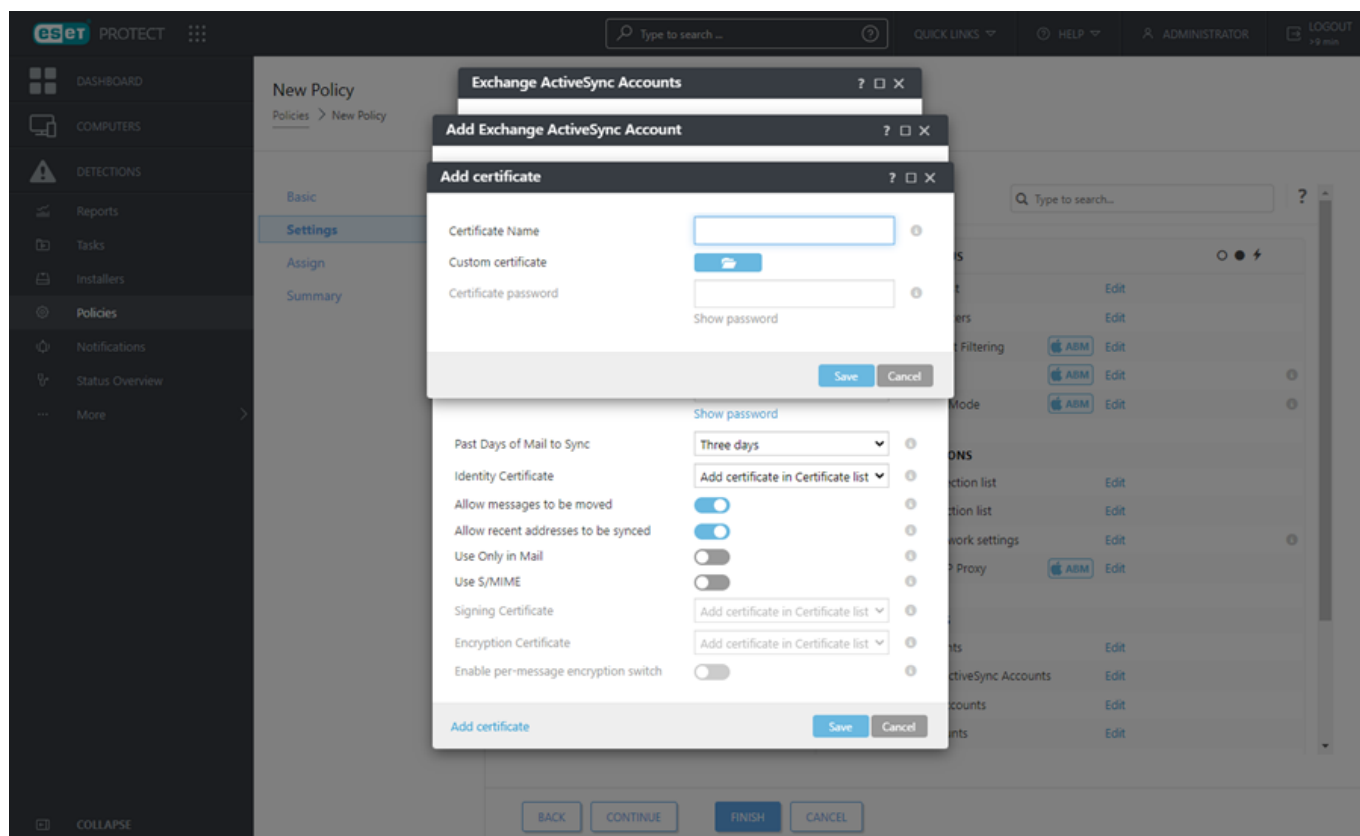 eset PROTECT
Type to search ...
QUICK LINKS
HELP
ADMINISTRATOR
LOGOUT
>9 min
DASHBOARD
COMPUTERS
DETECTIONS
Reports
Tasks
Installers
Policies
Notifications
Status Overview
More
COLLAPSE
New Policy
Policies > New Policy
Basic
Settings
Assign
Summary
Exchange ActiveSync Accounts
Add Exchange ActiveSync Account
Add certificate
Certificate Name
Custom certificate
Certificate password
Show password
Save Cancel
Show password
Past Days of Mail to Sync Three days
Identity Certificate Add certificate in Certificate list
Allow messages to be moved
Allow recent addresses to be synced
Use Only in Mail
Use S/MIME
Signing Certificate Add certificate in Certificate list
Encryption Certificate Add certificate in Certificate list
Enable per-message encryption switch
Add certificate Save Cancel
Type to search... ?
Edit
Edit
Filtering ABM Edit
ABM Edit
Mode ABM Edit
ONS
list Edit
list Edit
settings Edit
Proxy ABM Edit
Edit
ctiveSync Accounts Edit
Edit
Edit
BACK CONTINUE FINISH CANCEL